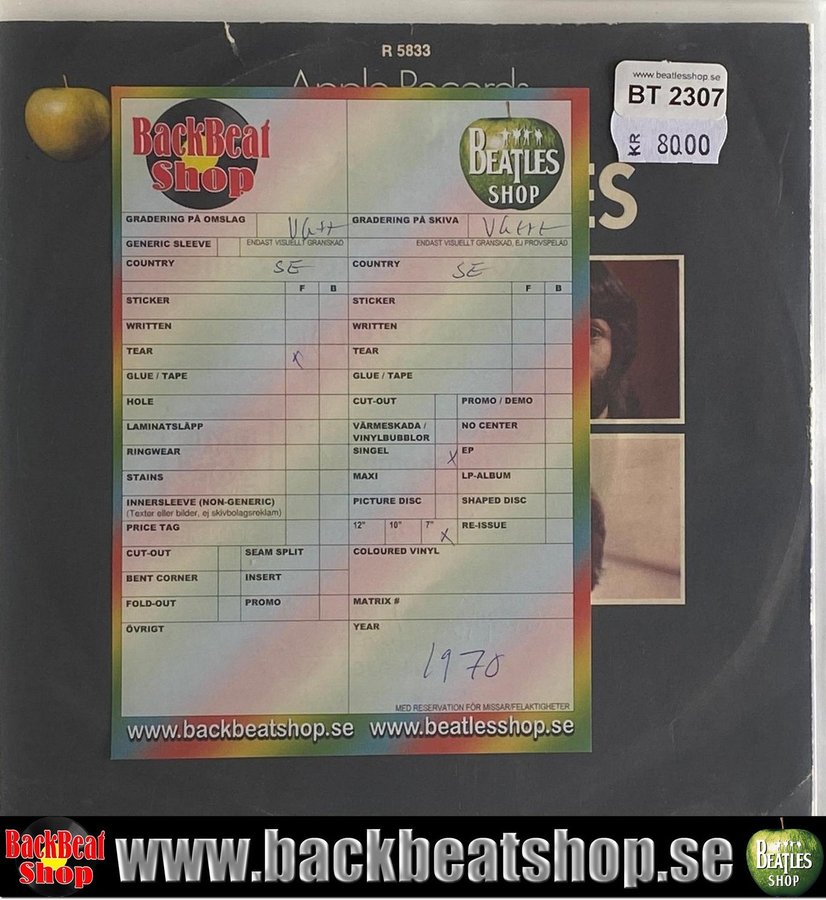 R 5833
Apple Records
www.beatlesshop.se
BT 2307
KR 80.00
ES
BackBeat Shop
BEATLES SHOP
GRADERING PÅ OMSLAG VG++ GRADERING PÅ SKIVA VG++
GENERIC SLEEVE ENDAST VISUELLT GRANSKAD ENDAST VISUELLT GRANSKAD, EJ PROVSPELAD
COUNTRY SE COUNTRY SE
F B F B
STICKER STICKER
WRITTEN WRITTEN
TEAR x TEAR
GLUE / TAPE GLUE / TAPE
HOLE CUT-OUT PROMO / DEMO
LAMINATSLÄPP VÄRMESKADA / VINYLBUBBLOR NO CENTER
RINGWEAR SINGEL x EP
STAINS MAXI LP-ALBUM
INNERSLEEVE (NON-GENERIC) PICTURE DISC SHAPED DISC
(Texter eller bilder, ej skivbolagsreklam)
PRICE TAG 12" 10" 7" x RE-ISSUE
CUT-OUT SEAM SPLIT COLOURED VINYL
BENT CORNER INSERT
FOLD-OUT PROMO MATRIX #
ÖVRIGT YEAR
1970
MED RESERVATION FÖR MISSAR/FELAKTIGHETER
www.backbeatshop.se www.beatlesshop.se
BackBeat Shop www.backbeatshop.se BEATLES SHOP